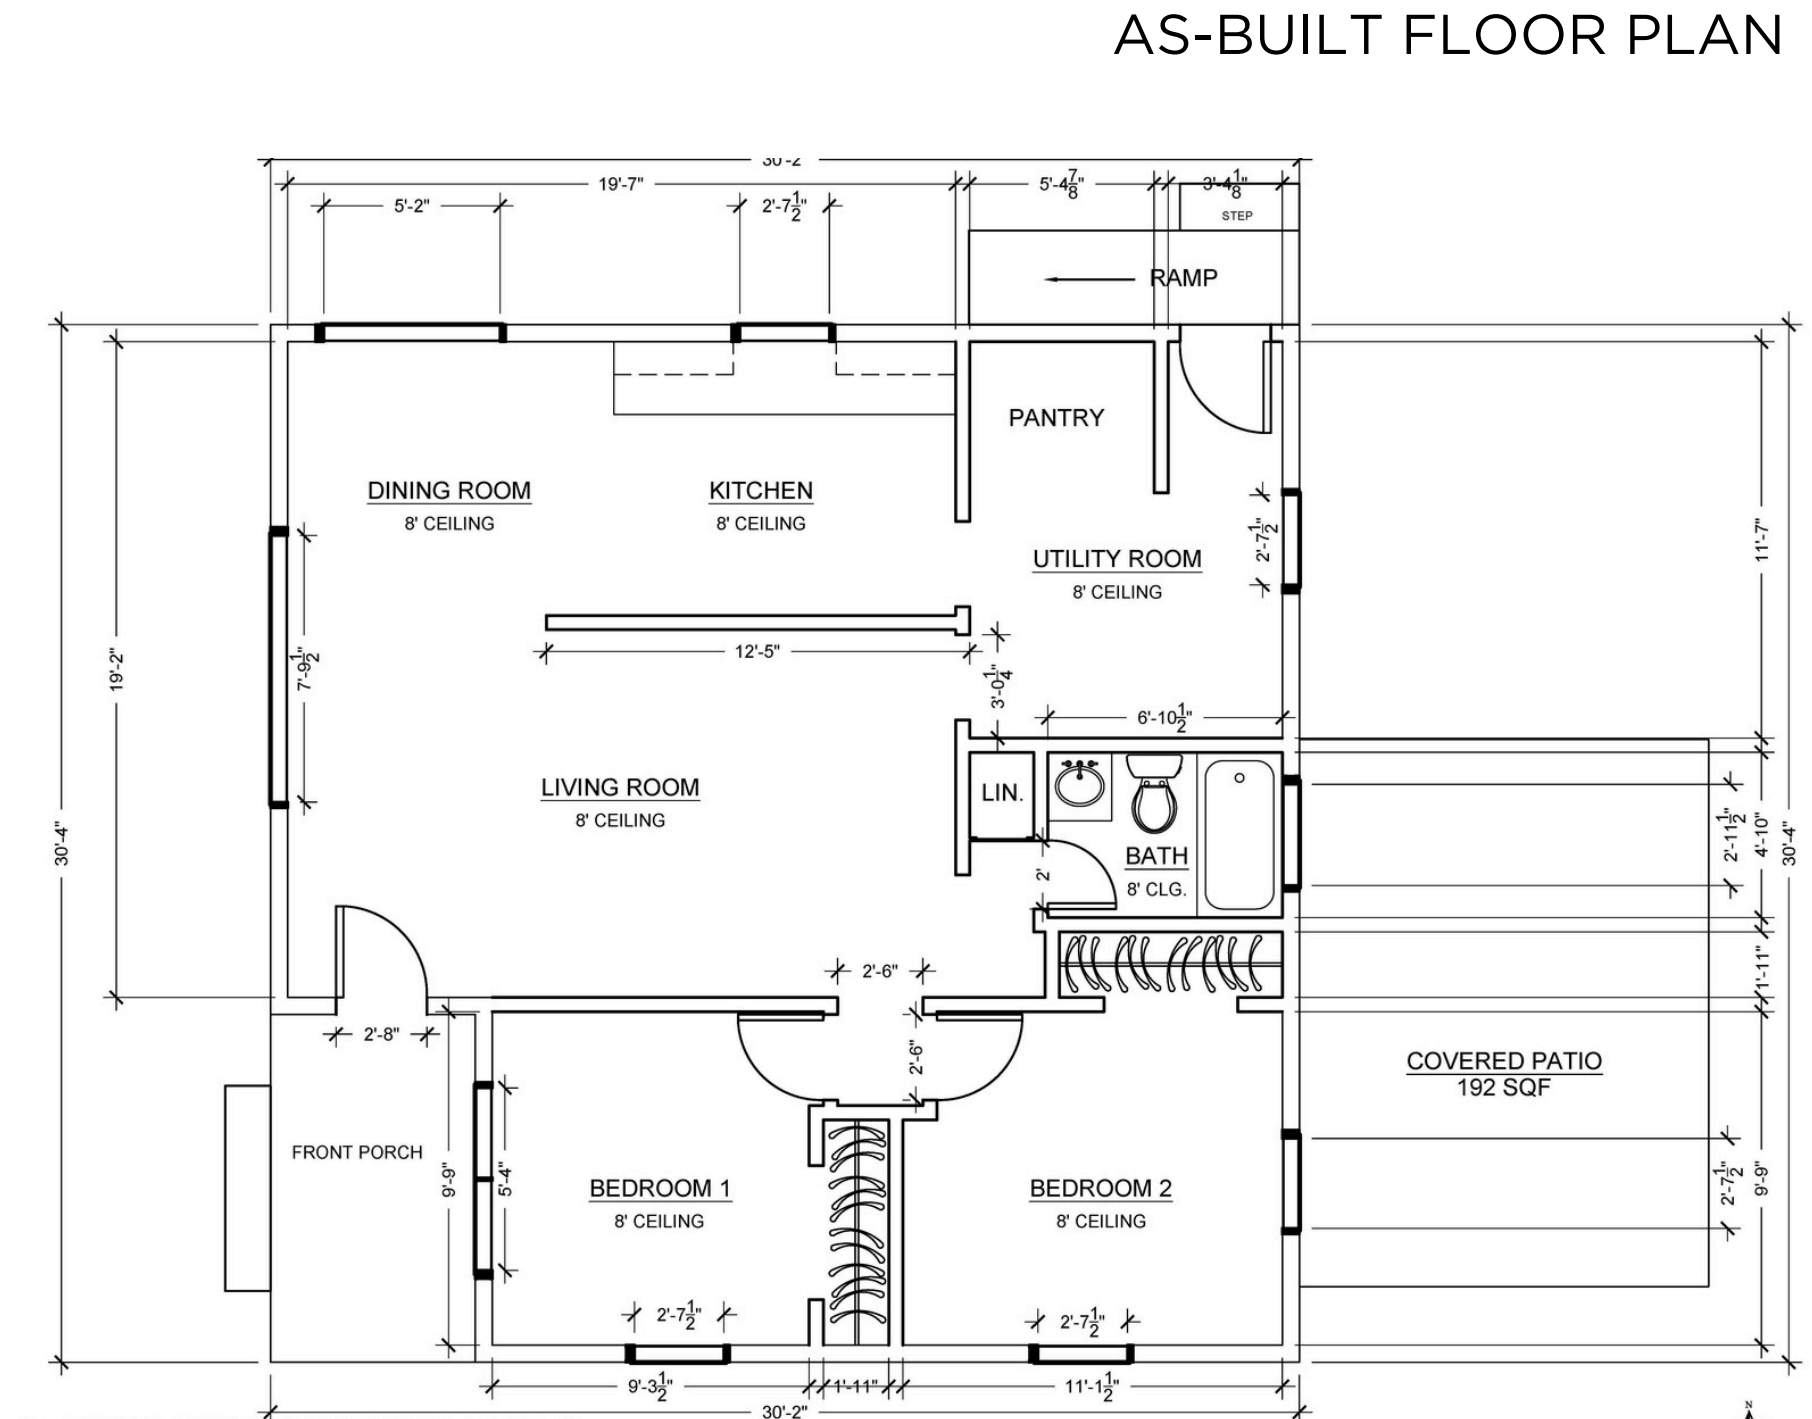 AS-BUILT FLOOR PLAN
30'-2
19'-7"
5'-4 7/8"
3'-4 1/8"
5'-2"
2'-7 1/2"
STEP
RAMP
PANTRY
DINING ROOM
8' CEILING
KITCHEN
8' CEILING
2'-7 1/2"
11'-7"
UTILITY ROOM
8' CEILING
19'-2"
7'-9 1/2"
12'-5"
3'-0 1/4"
6'-10 1/2"
LIVING ROOM
8' CEILING
LIN.
30'-4"
2'-11 1/2"
4'-10"
30'-4"
BATH
8' CLG.
2'
2'-6"
1'-11"
2'-8"
2'-6"
COVERED PATIO
192 SQF
FRONT PORCH
9'-9"
5'-4"
BEDROOM 1
8' CEILING
BEDROOM 2
8' CEILING
2'-7 1/2"
9'-9"
2'-7 1/2"
2'-7 1/2"
9'-3 1/2"
1'-11"
11'-1 1/2"
30'-2"
N